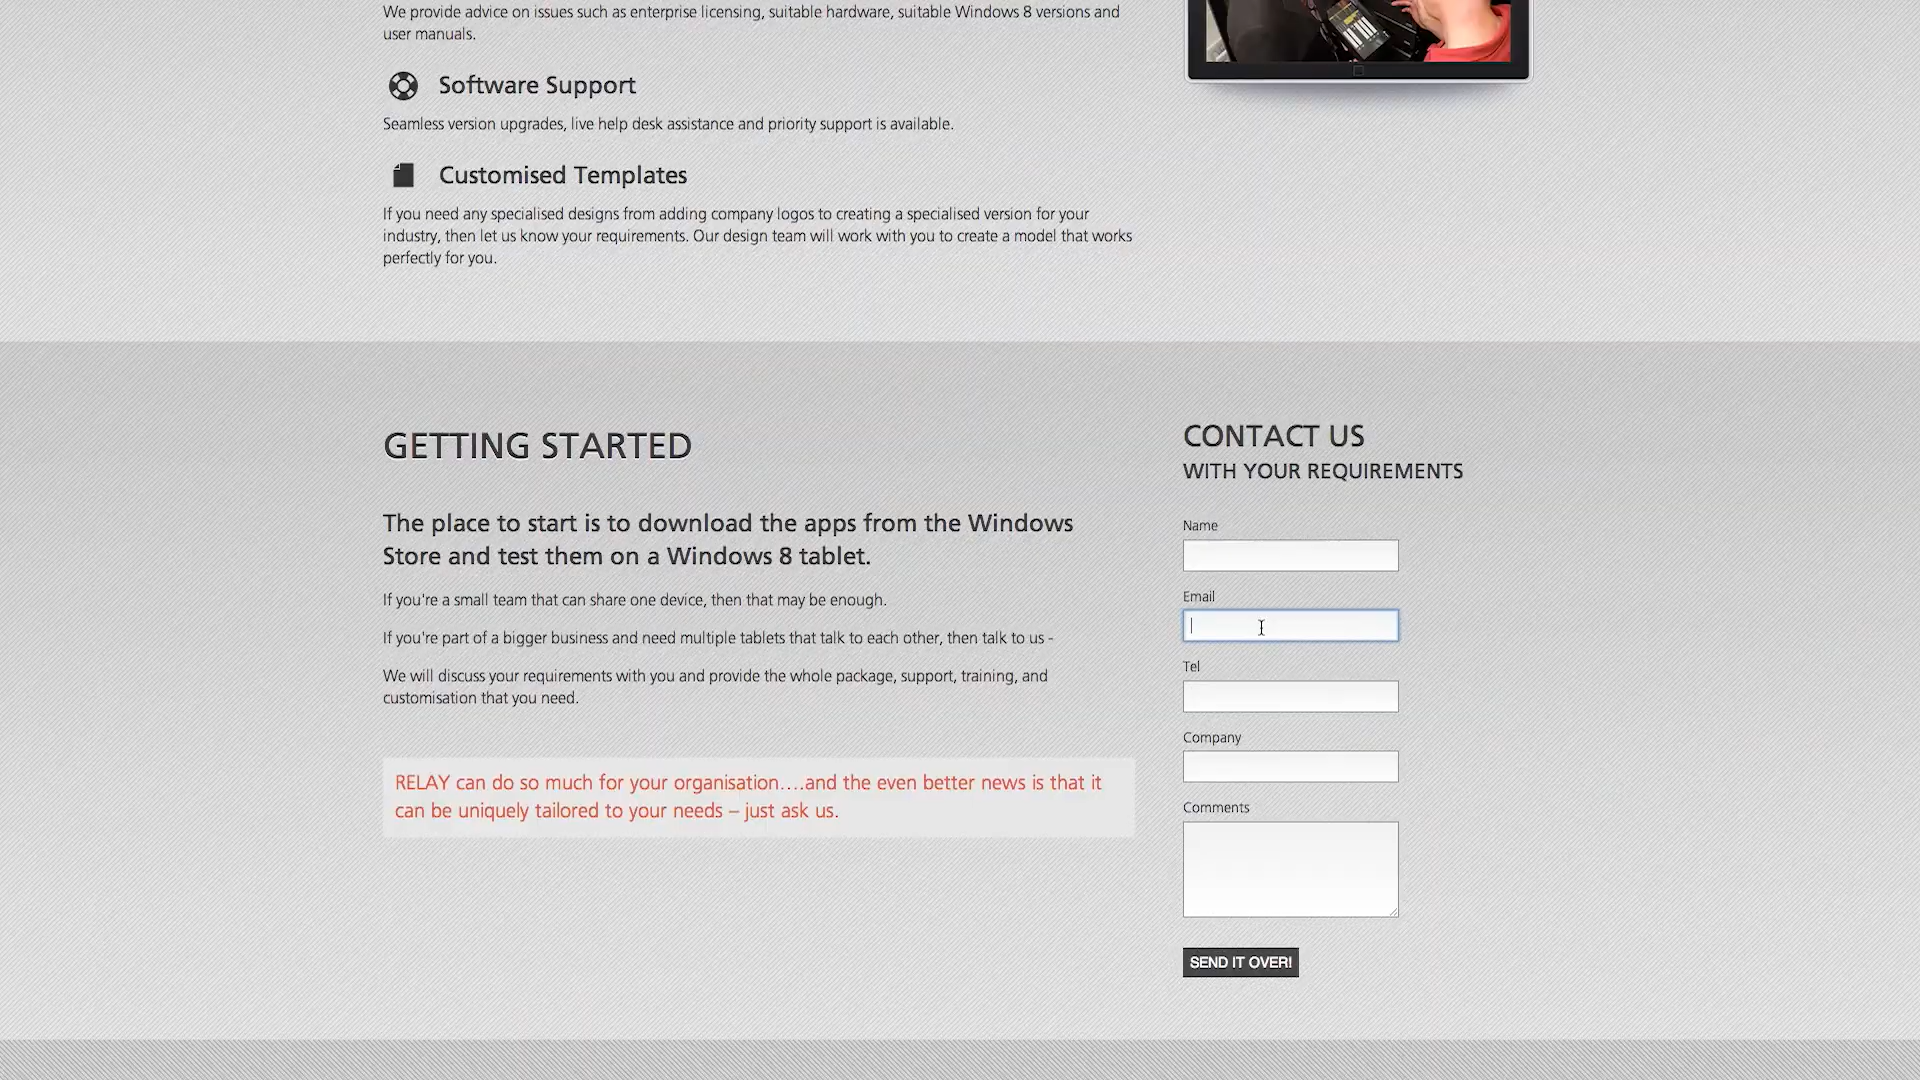 We provide advice on issues such as enterprise licensing, suitable hardware, suitable Windows 8 versions and
user manuals.
Software Support
Seamless version upgrades, live help desk assistance and priority support is available.
Customised Templates
If you need any specialised designs from adding company logos to creating a specialised version for your
industry, then let us know your requirements. Our design team will work with you to create a model that works
perfectly for you.
GETTING STARTED
The place to start is to download the apps from the Windows
Store and test them on a Windows 8 tablet.
If you're a small team that can share one device, then that may be enough.
If you're part of a bigger business and need multiple tablets that talk to each other, then talk to us -
We will discuss your requirements with you and provide the whole package, support, training, and
customisation that you need.
RELAY can do so much for your organisation....and the even better news is that it
can be uniquely tailored to your needs – just ask us.
CONTACT US
WITH YOUR REQUIREMENTS
Name
Email
Tel
Company
Comments
SEND IT OVER!